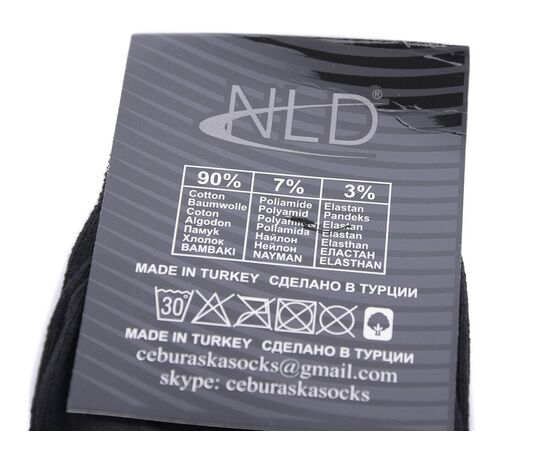 NLD®
90% 7% 3%
Cotton Poliamide Elastan
Baumwolle Polyamid Pandeks
Coton Polyamid Elastan
Algodon Poliamida Elastan
Памук Найлон Elasthan
Хлопок Нейлон ЕЛАСТАН
BAMBAKI NAYMAN ELASTHAN
MADE IN TURKEY СДЕЛАНО В ТУРЦИИ
30°
MADE IN TURKEY СДЕЛАНО В ТУРЦИИ
ceburaskasocks@gmail.com
skype: ceburaskasocks